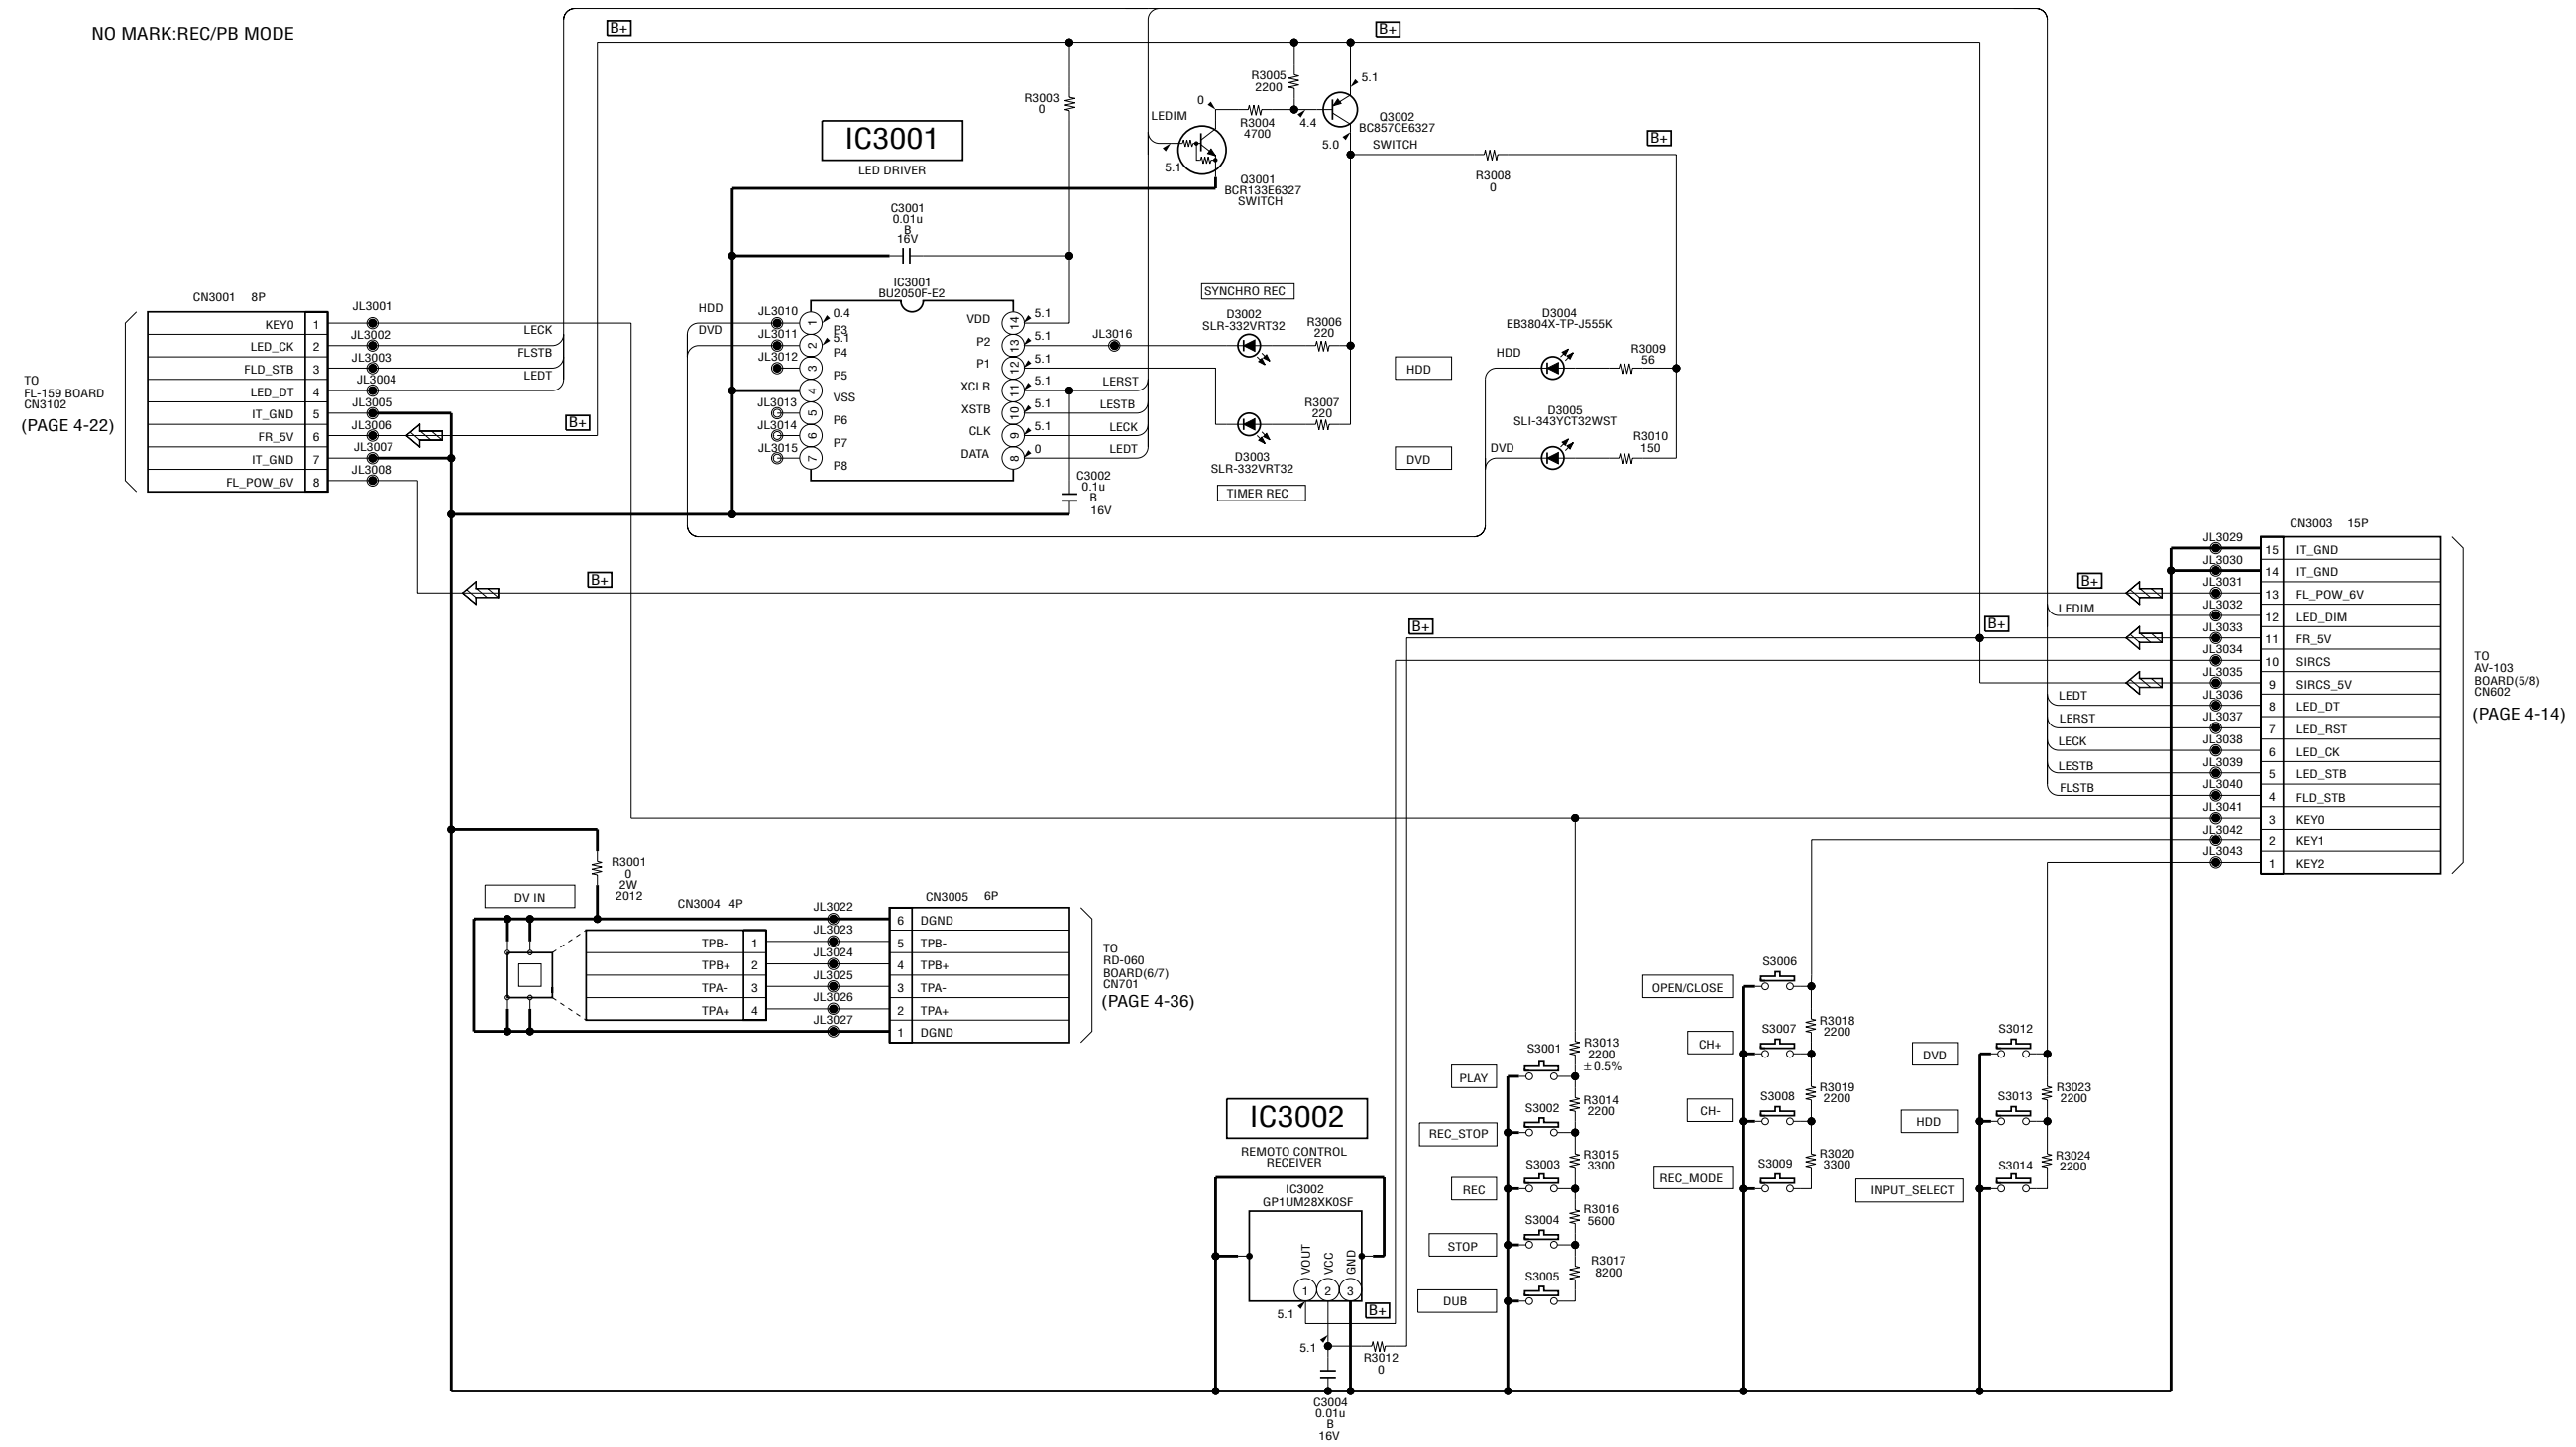 NO MARK:REC/PB MODE
B+
B+
R3003
0
R3005
2200
5.1
0
LEDIM
R3004
4700
4.4
Q3002
BC857CE6327
5.0
SWITCH
B+
5.1
Q3001
BCR133E6327
SWITCH
R3008
0
IC3001
LED DRIVER
C3001
0.01u
B
16V
IC3001
BU2050F-E2
HDD
DVD
JL3010
JL3011
JL3012
JL3013
JL3014
JL3015
1
2
3
4
5
6
7
0.4
P3
5.1
P4
P5
VSS
P6
P7
P8
VDD
P2
P1
XCLR
XSTB
CLK
DATA
14
13
12
11
10
9
8
5.1
5.1
5.1
5.1
5.1
5.1
0
JL3016
LERST
LESTB
LECK
LEDT
C3002
0.1u
B
16V
SYNCHRO REC
D3002
SLR-332VRT32
R3006
220
R3007
220
D3003
SLR-332VRT32
TIMER REC
HDD
DVD
D3004
EB3804X-TP-J555K
HDD
R3009
56
D3005
SLI-343YCT32WST
DVD
R3010
150
CN3001 8P
KEY0 1
LED_CK 2
FLD_STB 3
LED_DT 4
IT_GND 5
FR_5V 6
IT_GND 7
FL_POW_6V 8
JL3001
JL3002
JL3003
JL3004
JL3005
JL3006
JL3007
JL3008
LECK
FLSTB
LEDT
B+
TO
FL-159 BOARD
CN3102
(PAGE 4-22)
B+
B+
B+
B+
CN3003 15P
JL3029
JL3030
JL3031
JL3032
JL3033
JL3034
JL3035
JL3036
JL3037
JL3038
JL3039
JL3040
JL3041
JL3042
JL3043
LEDIM
LEDT
LERST
LECK
LESTB
FLSTB
15 IT_GND
14 IT_GND
13 FL_POW_6V
12 LED_DIM
11 FR_5V
10 SIRCS
9 SIRCS_5V
8 LED_DT
7 LED_RST
6 LED_CK
5 LED_STB
4 FLD_STB
3 KEY0
2 KEY1
1 KEY2
TO
AV-103
BOARD(5/8)
CN602
(PAGE 4-14)
R3001
0
2W
2012
DV IN
CN3004 4P
TPB- 1
TPB+ 2
TPA- 3
TPA+ 4
JL3022
JL3023
JL3024
JL3025
JL3026
JL3027
CN3005 6P
6 DGND
5 TPB-
4 TPB+
3 TPA-
2 TPA+
1 DGND
TO
RD-060
BOARD(6/7)
CN701
(PAGE 4-36)
IC3002
REMOTO CONTROL
RECEIVER
IC3002
GP1UM28XK0SF
VOUT
VCC
GND
1
2
3
5.1
B+
5.1
R3012
0
C3004
0.01u
B
16V
S3001
PLAY
R3013
2200
±0.5%
S3002
REC_STOP
R3014
2200
S3003
REC
R3015
3300
S3004
STOP
R3016
5600
S3005
DUB
R3017
8200
S3006
OPEN/CLOSE
S3007
CH+
R3018
2200
S3008
CH-
R3019
2200
S3009
REC_MODE
R3020
3300
S3012
DVD
S3013
HDD
R3023
2200
S3014
INPUT_SELECT
R3024
2200